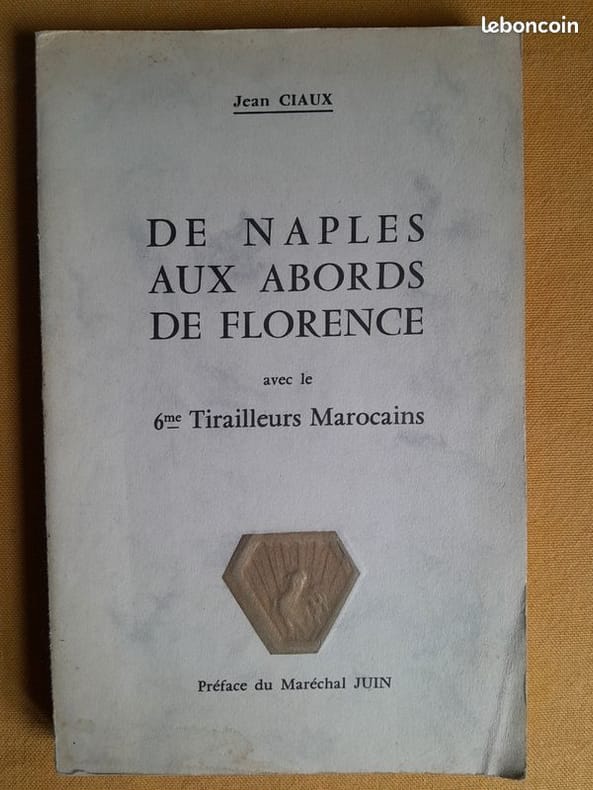 leboncoin
Jean CIAUX
DE NAPLES
AUX ABORDS
DE FLORENCE
avec le
6me Tirailleurs Marocains
Préface du Maréchal JUIN